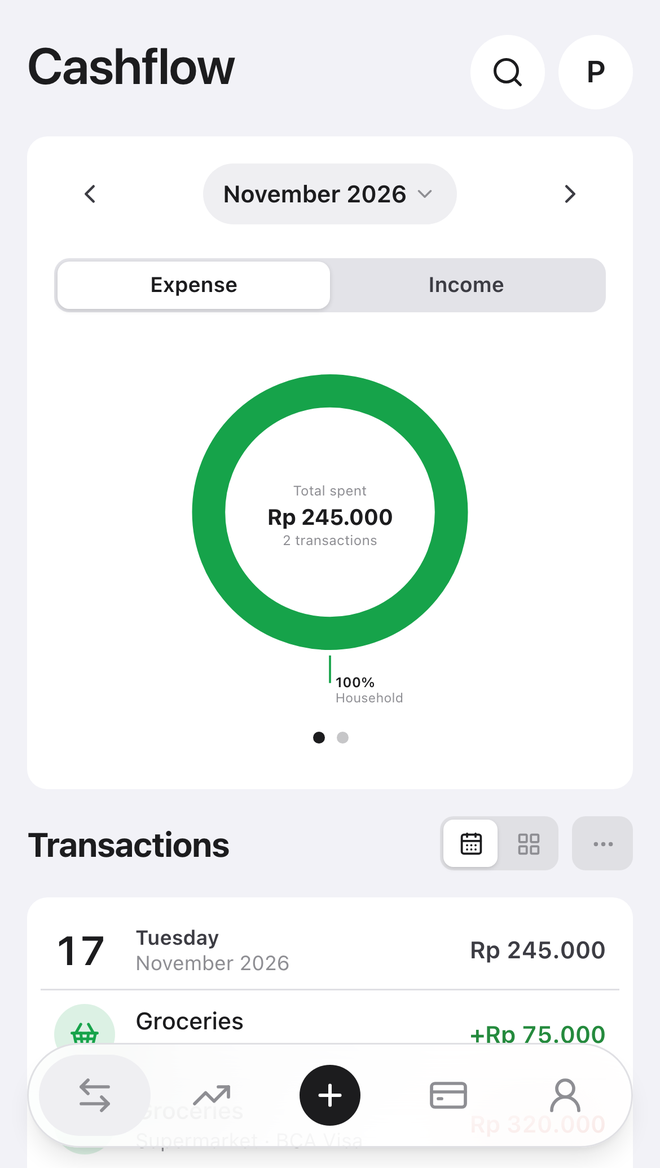 Cashflow
P
November 2026
Expense
Income
Total spent
Rp 245.000
2 transactions
100%
Household
Transactions
17
Tuesday
Rp 245.000
November 2026
Groceries
+Rp 75.000
Groceries
Rp 320.000
Supermarket · BCA Visa